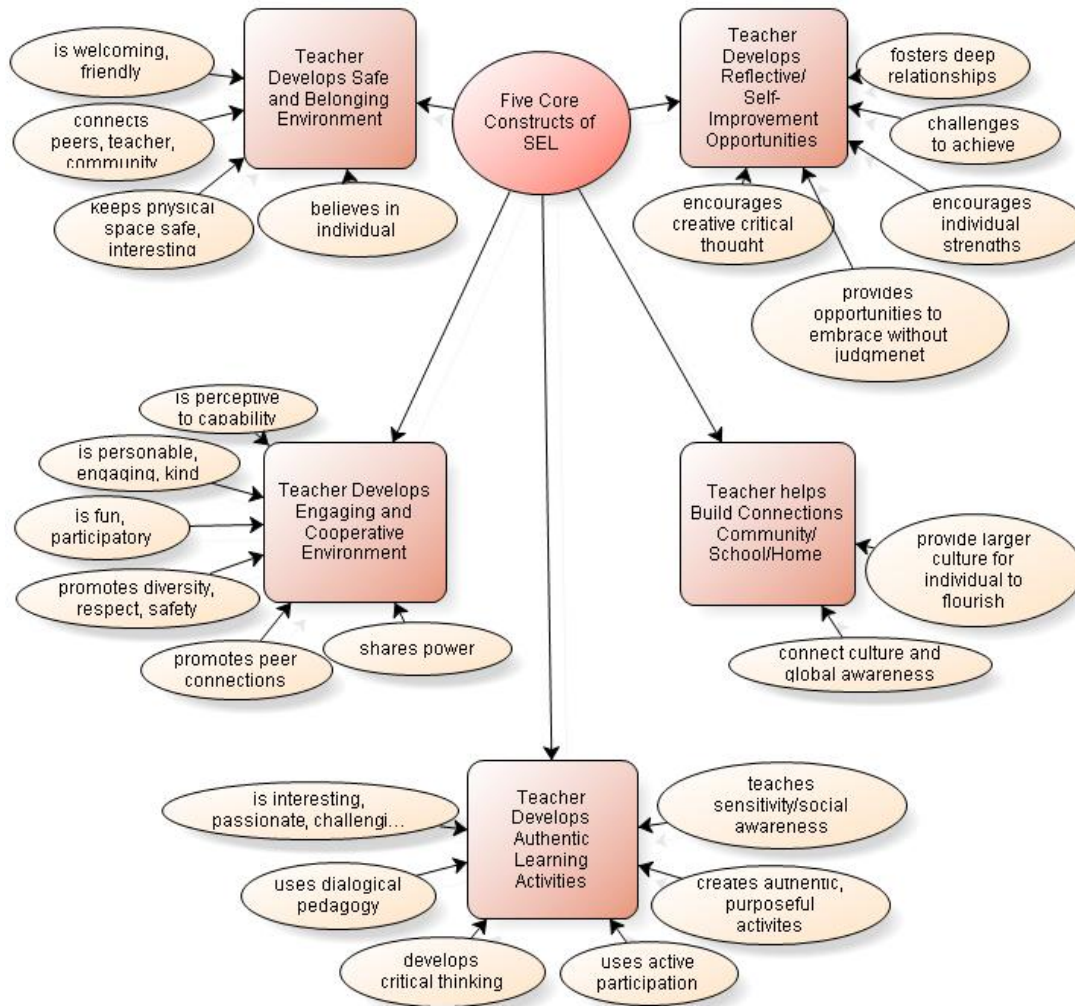 Five Core
Constructs of
SEL
Teacher
Develops Safe
and Belonging
Environment
is welcoming,
friendly
connects
peers, teacher,
community
keeps physical
space safe,
interesting
believes in
individual
Teacher
Develops
Reflective/
Self-
Improvement
Opportunities
fosters deep
relationships
challenges
to achieve
encourages
individual
strengths
encourages
creative critical
thought
provides
opportunities to
embrace without
judgmenet
is perceptive
to capability
is personable,
engaging, kind
is fun,
participatory
promotes diversity,
respect, safety
promotes peer
connections
shares power
Teacher Develops
Engaging and
Cooperative
Environment
Teacher helps
Build Connections
Community/
School/Home
provide larger
culture for
individual to
flourish
connect culture and
global awareness
is interesting,
passionate, challengi...
uses dialogical
pedagogy
develops
critical thinking
Teacher
Develops
Authentic
Learning
Activities
teaches
sensitivity/social
awareness
creates authentic,
purposeful
activites
uses active
participation